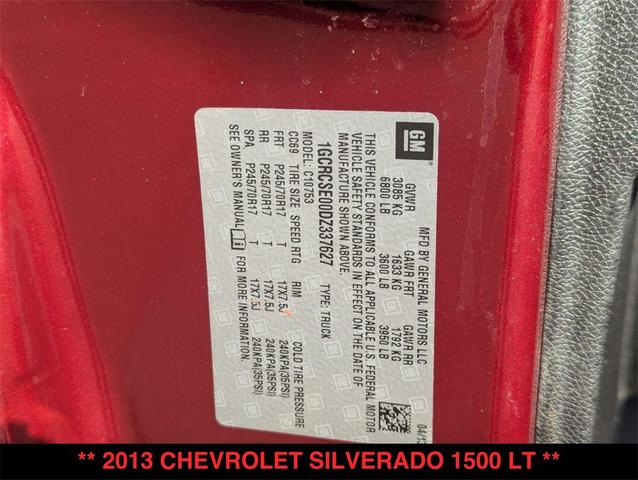 GM
MFD BY GENERAL MOTORS LLC
04/13
GVWR GAWR FRT GAWR RR
3085 KG 1633 KG 1792 KG
6800 LB 3600 LB 3950 LB
THIS VEHICLE CONFORMS TO ALL APPLICABLE U.S. FEDERAL MOTOR
VEHICLE SAFETY STANDARDS IN EFFECT ON THE DATE OF
MANUFACTURE SHOWN ABOVE.
1GCRCSE00DZ337627 TYPE: TRUCK
MODEL: C10753
CC69 TIRE SIZE SPEED RTG RIM COLD TIRE PRESSURE
FRT P245/70R17 T 17X7.5J 240KPA(35PSI)
RR P245/70R17 T 17X7.5J 240KPA(35PSI)
SPA P245/70R17 T 17X7.5J 240KPA(35PSI)
SEE OWNER'S MANUAL FOR MORE INFORMATION.
** 2013 CHEVROLET SILVERADO 1500 LT **